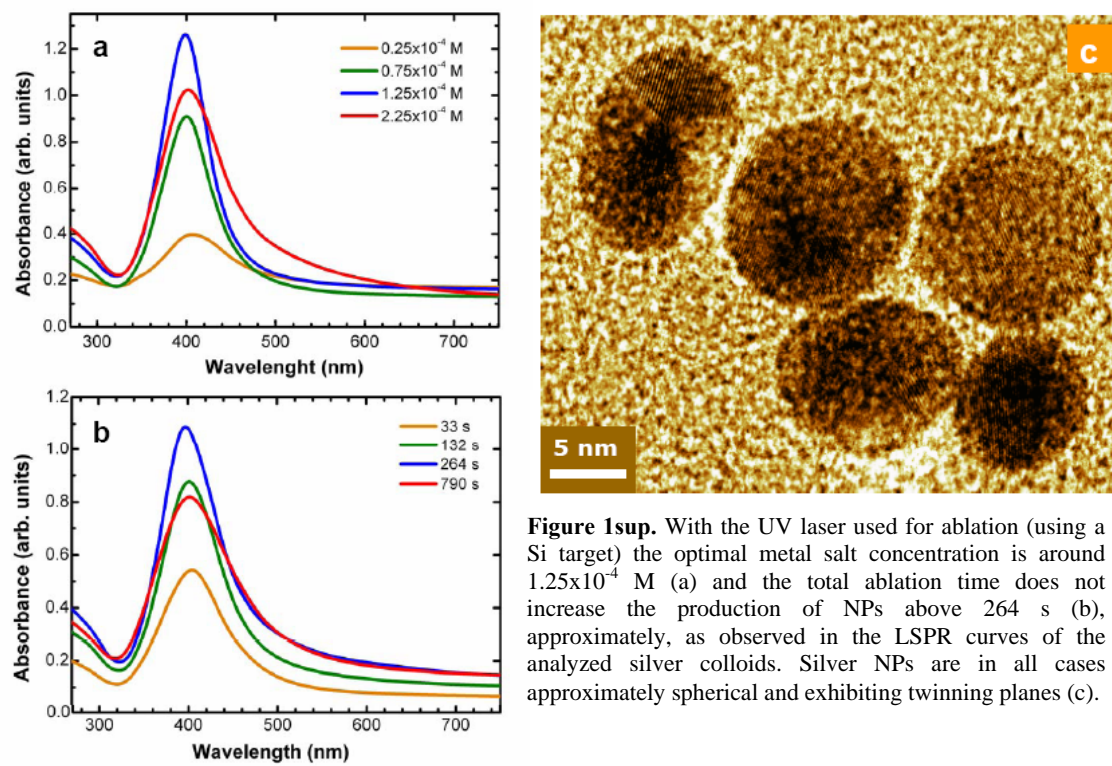 a
0.25x10⁻⁴ M
0.75x10⁻⁴ M
1.25x10⁻⁴ M
2.25x10⁻⁴ M
Absorbance (arb. units)
1.2
1.0
0.8
0.6
0.4
0.2
0.0
300 400 500 600 700
Wavelenght (nm)
b
33 s
132 s
264 s
790 s
Absorbance (arb. units)
1.2
1.0
0.8
0.6
0.4
0.2
0.0
300 400 500 600 700
Wavelength (nm)
c
5 nm
Figure 1sup. With the UV laser used for ablation (using a
Si target) the optimal metal salt concentration is around
1.25x10⁻⁴ M (a) and the total ablation time does not
increase the production of NPs above 264 s (b),
approximately, as observed in the LSPR curves of the
analyzed silver colloids. Silver NPs are in all cases
approximately spherical and exhibiting twinning planes (c).